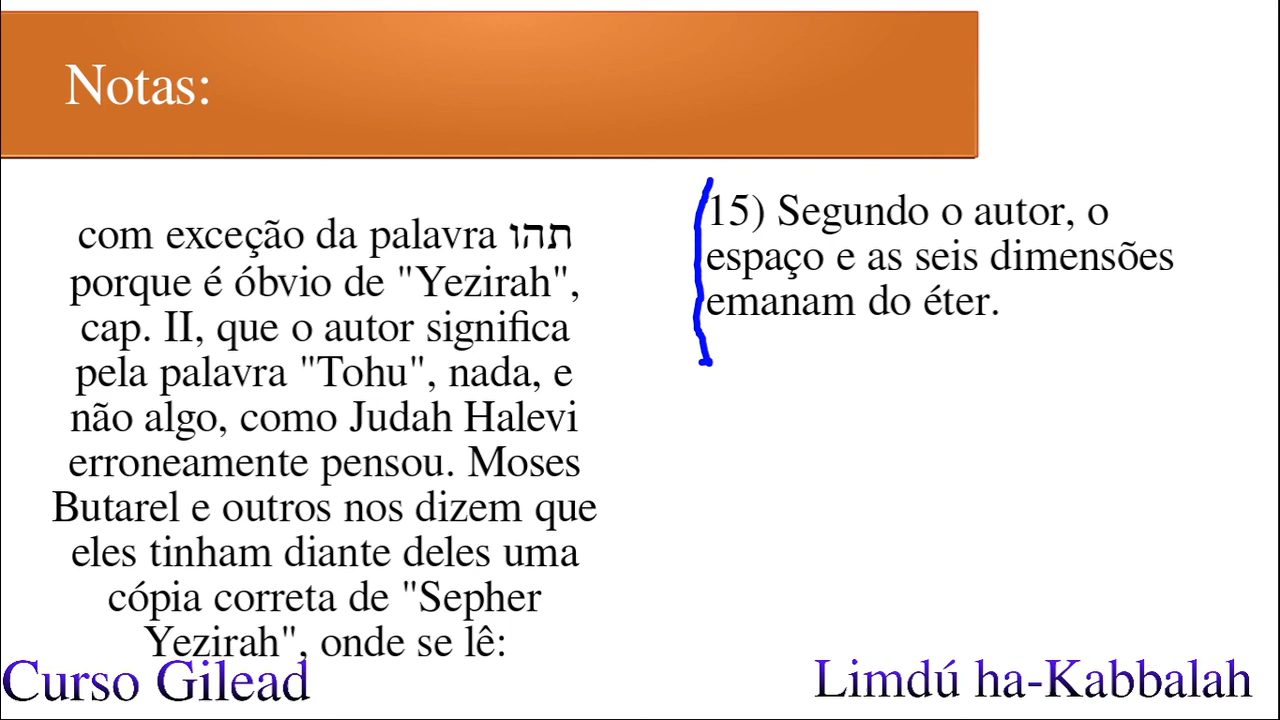 Notas:
com exceção da palavra תהו
porque é óbvio de "Yezirah",
cap. II, que o autor significa
pela palavra "Tohu", nada, e
não algo, como Judah Halevi
erroneamente pensou. Moses
Butarel e outros nos dizem que
eles tinham diante deles uma
cópia correta de "Sepher
Yezirah", onde se lê:
15) Segundo o autor, o
espaço e as seis dimensões
emanam do éter.
Curso Gilead
Limdú ha-Kabbalah